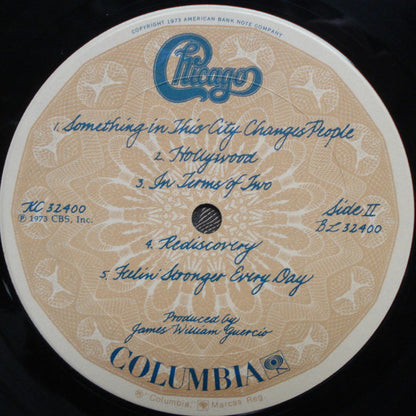 COPYRIGHT 1973 AMERICAN BANK NOTE COMPANY.
Chicago
1. Something in This City Changes People
2. Hollywood
3. In Terms of Two
KC 32400
℗ 1973 CBS, Inc.
Side II
BL 32400
4. Rediscovery
5. Feelin' Stronger Every Day
Produced by
James William Guercio
COLUMBIA
® "Columbia," Marcas Reg.